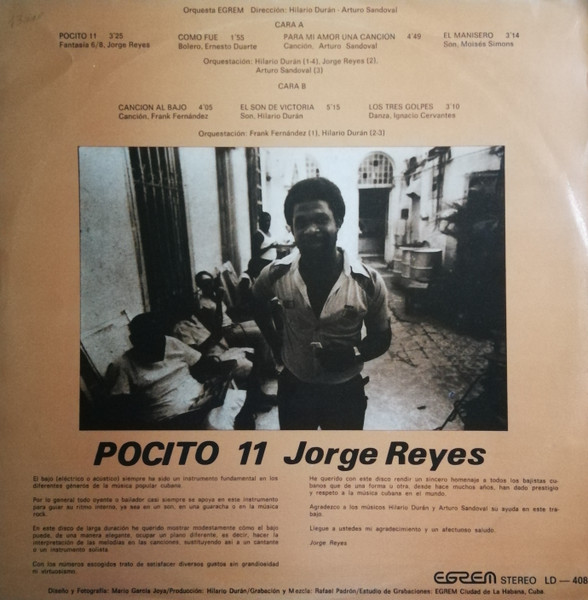 Orquesta EGREM Dirección: Hilario Durán - Arturo Sandoval
CARA A
POCITO 11 3'25 COMO FUE 1'55 PARA MI AMOR UNA CANCION 4'49 EL MANISERO 3'14
Fantasía 6/8, Jorge Reyes Bolero, Ernesto Duarte Canción, Arturo Sandoval Son, Moisés Simons
Orquestación: Hilario Durán (1-4), Jorge Reyes (2),
Arturo Sandoval (3)
CARA B
CANCION AL BAJO 4'05 EL SON DE VICTORIA 5'15 LOS TRES GOLPES 3'10
Canción, Frank Fernández Son, Hilario Durán Danza, Ignacio Cervantes
Orquestación: Frank Fernández (1), Hilario Durán (2-3)
POCITO 11 Jorge Reyes
El bajo (eléctrico o acústico) siempre ha sido un instrumento fundamental en los
diferentes géneros de la música popular cubana.
Por lo general todo oyente o bailador casi siempre se apoya en este instrumento
para guiar su ritmo interno, ya sea en un son, en una guaracha o en la música
rock.
En este disco de larga duración he querido mostrar modestamente cómo el bajo
puede, de una manera elegante, ocupar un plano diferente, es decir, hacer la
interpretación de las melodías en las canciones, sustituyendo así a un cantante
o un instrumento solista.
Con los números escogidos trato de satisfacer diversos gustos sin grandiosidad
ni virtuosismo.
He querido con este disco rendir un sincero homenaje a todos los bajistas cu-
banos que de una forma u otra, desde hace muchos años, han dado prestigio
y respeto a la música cubana en el mundo.
Agradezco a los músicos Hilario Durán y Arturo Sandoval su ayuda en este tra-
bajo.
Llegue a ustedes mi agradecimiento y un afectuoso saludo.
Jorge Reyes
EGREM STEREO LD — 408
Diseño y Fotografía: Mario García Joya/Producción: Hilario Durán/Grabación y Mezcla: Rafael Padrón/Estudio de Grabaciones: EGREM Ciudad de La Habana, Cuba.